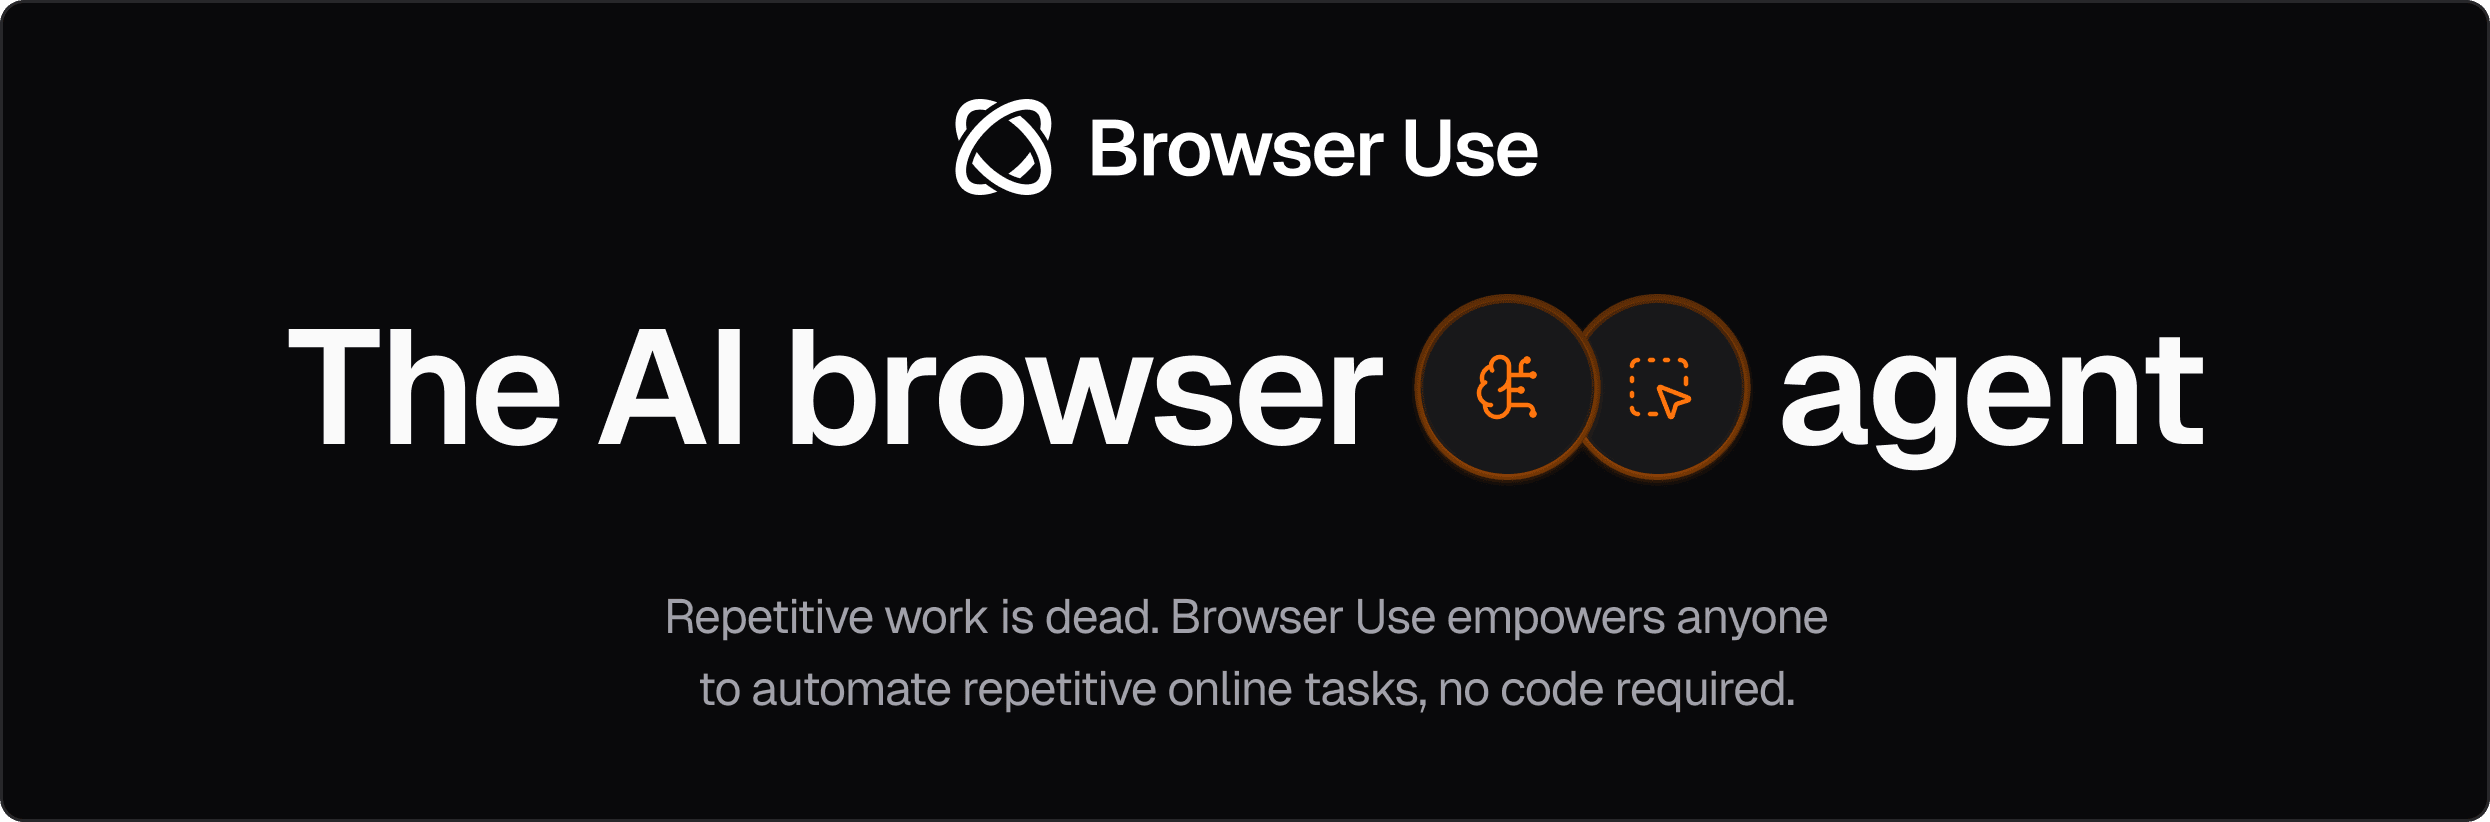 Browser Use
The AI browser agent
Repetitive work is dead. Browser Use empowers anyone
to automate repetitive online tasks, no code required.